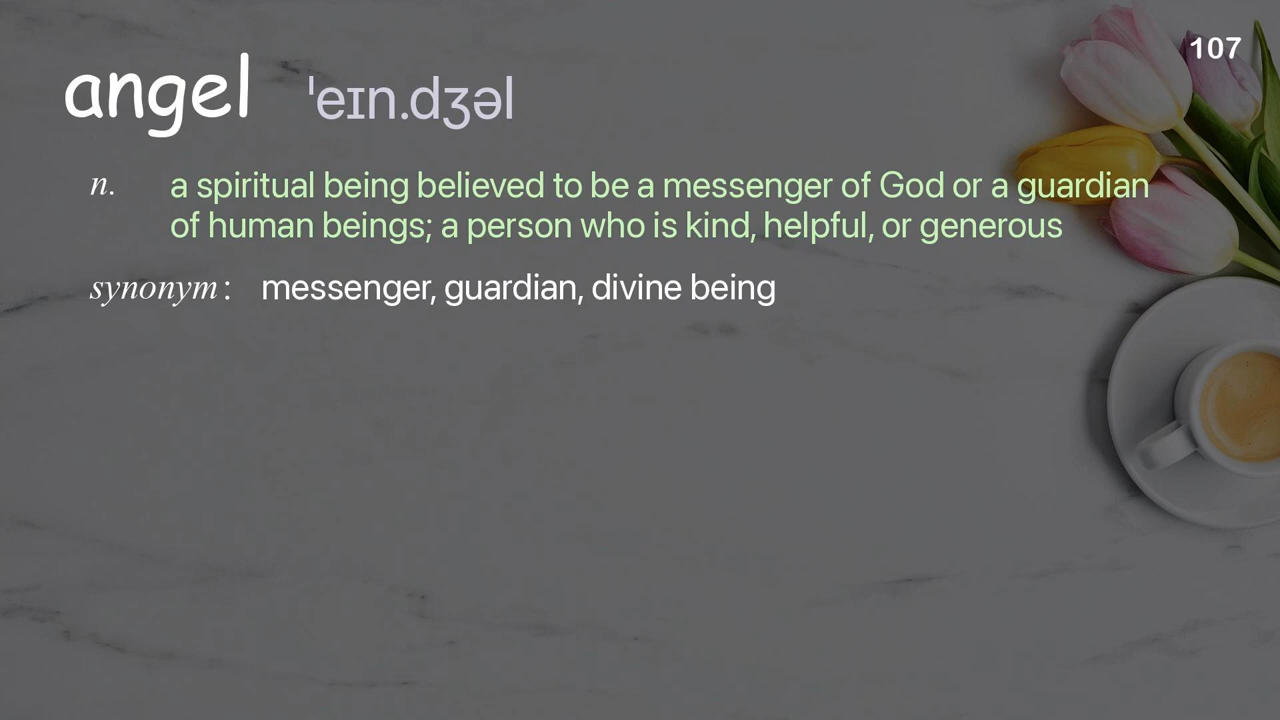 107
angel ˈeɪn.dʒəl
n. a spiritual being believed to be a messenger of God or a guardian
of human beings; a person who is kind, helpful, or generous
synonym: messenger, guardian, divine being